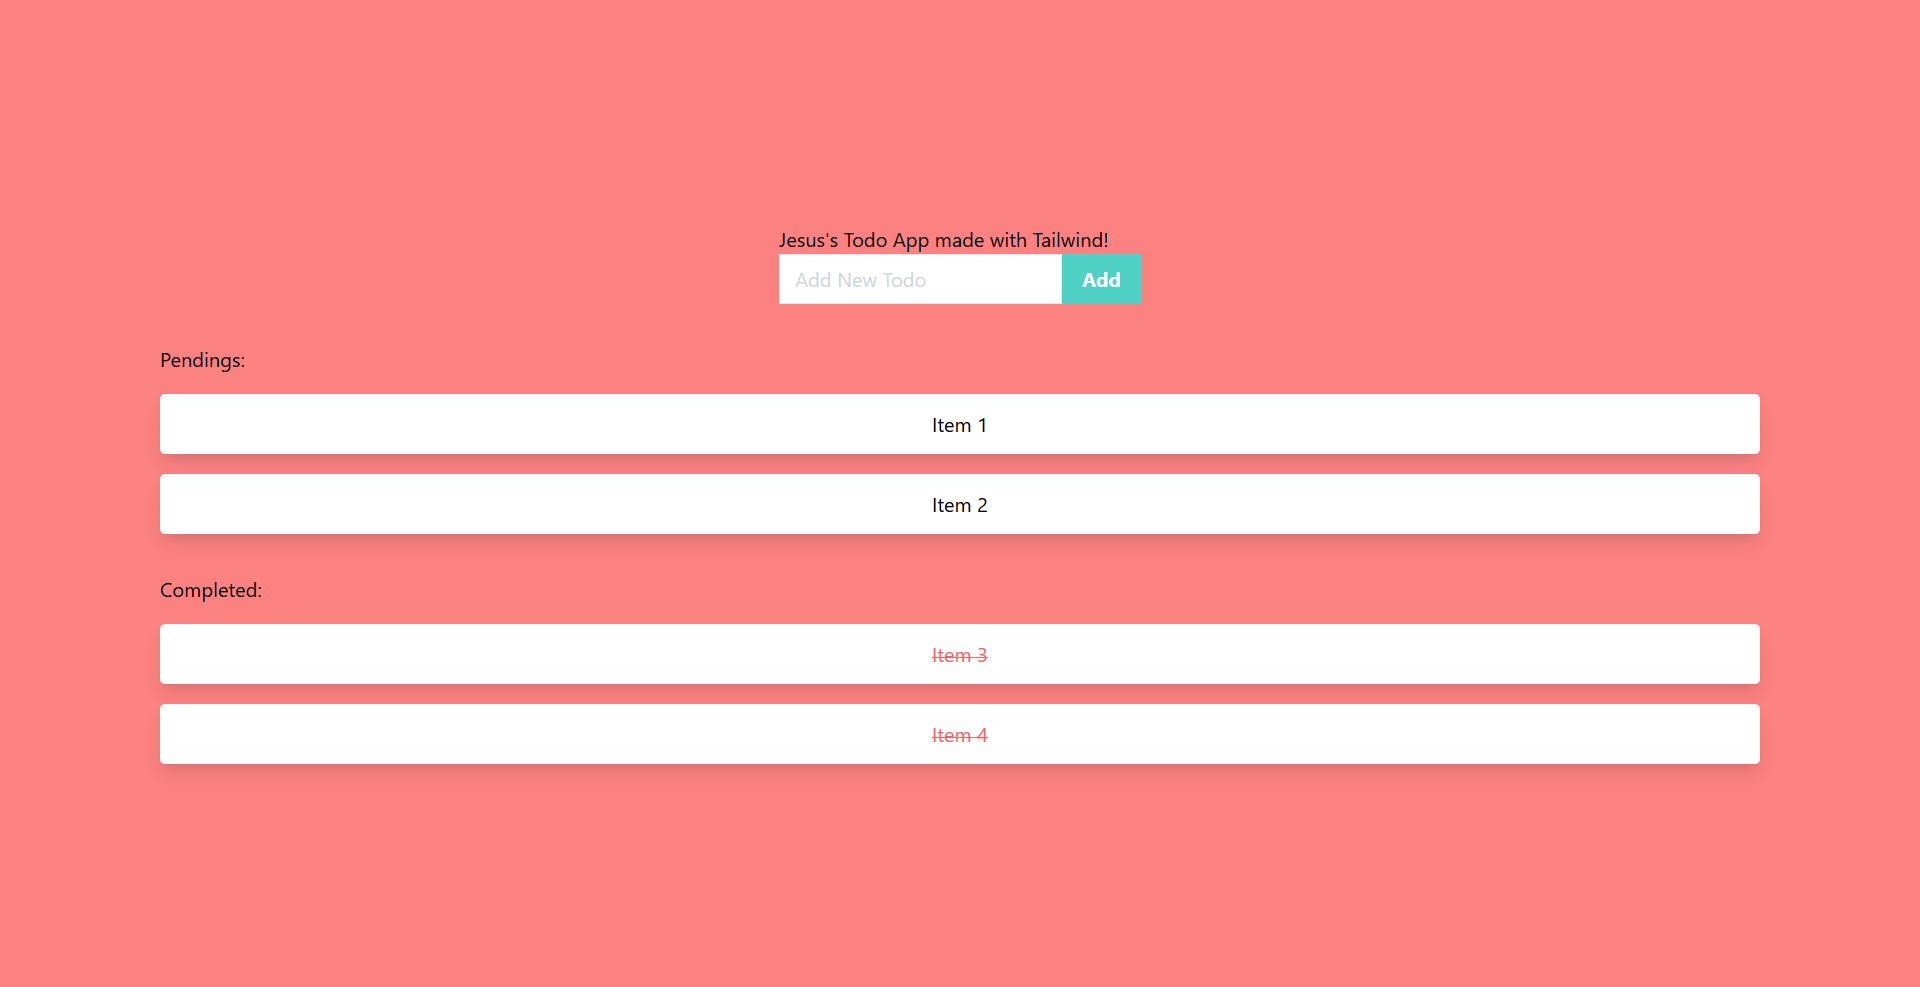 Jesus's Todo App made with Tailwind!
Add New Todo Add
Pendings:
Item 1
Item 2
Completed:
Item 3
Item 4